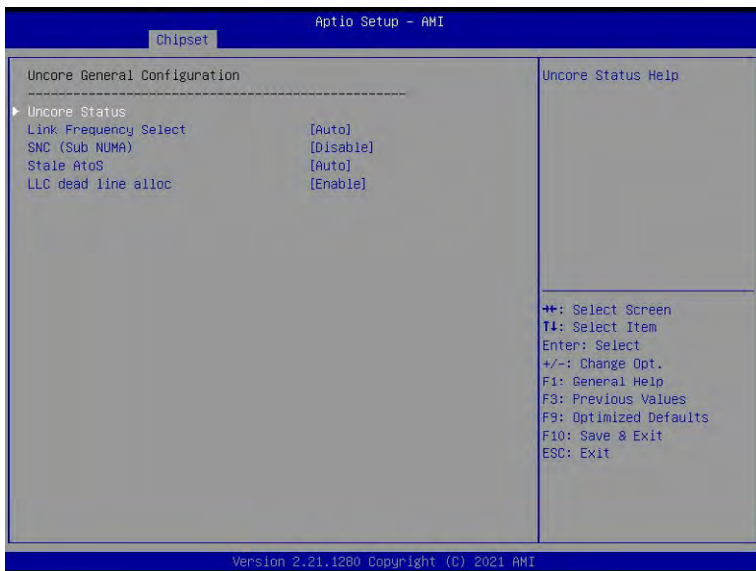 Aptio Setup – AMI
Chipset
Uncore General Configuration
Uncore Status
Link Frequency Select [Auto]
SNC (Sub NUMA) [Disable]
Stale AtoS [Auto]
LLC dead line alloc [Enable]
Uncore Status Help
→←: Select Screen
↑↓: Select Item
Enter: Select
+/-: Change Opt.
F1: General Help
F3: Previous Values
F9: Optimized Defaults
F10: Save & Exit
ESC: Exit
Version 2.21.1280 Copyright (C) 2021 AMI